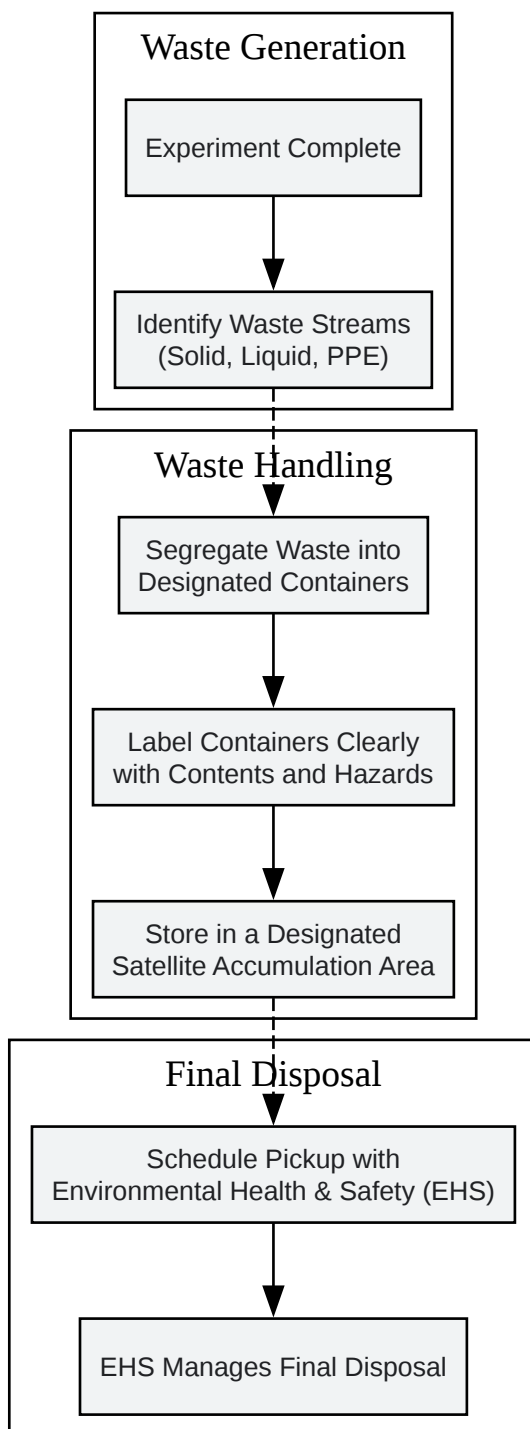 Waste Generation
Experiment Complete
Identify Waste Streams
(Solid, Liquid, PPE)
Waste Handling
Segregate Waste into
Designated Containers
Label Containers Clearly
with Contents and Hazards
Store in a Designated
Satellite Accumulation Area
Final Disposal
Schedule Pickup with
Environmental Health & Safety (EHS)
EHS Manages Final Disposal